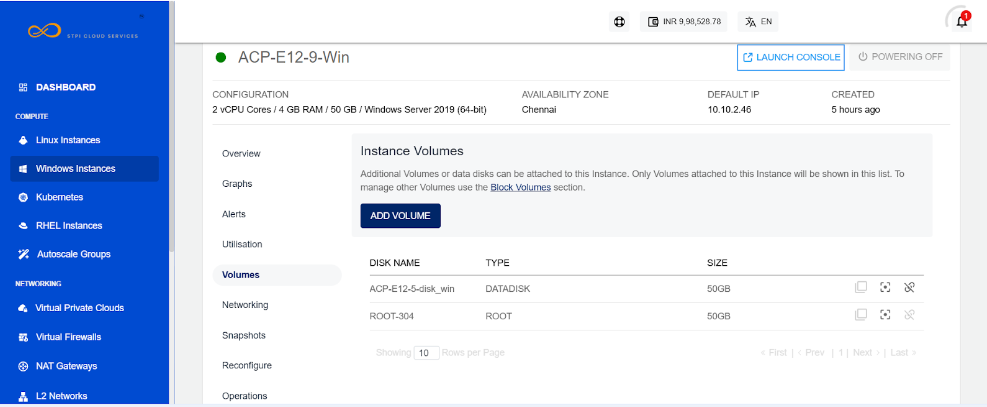 STPI CLOUD SERVICES
INR 9,98,528.78
EN
1
ACP-E12-9-Win
LAUNCH CONSOLE
POWERING OFF
CONFIGURATION
2 vCPU Cores / 4 GB RAM / 50 GB / Windows Server 2019 (64-bit)
AVAILABILITY ZONE
Chennai
DEFAULT IP
10.10.2.46
CREATED
5 hours ago
DASHBOARD
COMPUTE
Linux Instances
Windows Instances
Kubernetes
RHEL Instances
Autoscale Groups
NETWORKING
Virtual Private Clouds
Virtual Firewalls
NAT Gateways
L2 Networks
Overview
Graphs
Alerts
Utilisation
Volumes
Networking
Snapshots
Reconfigure
Operations
Instance Volumes
Additional Volumes or data disks can be attached to this Instance. Only Volumes attached to this Instance will be shown in this list. To
manage other Volumes use the Block Volumes section.
ADD VOLUME
DISK NAME TYPE SIZE
ACP-E12-5-disk_win DATADISK 50GB
ROOT-304 ROOT 50GB
Showing 10 Rows per Page
< First | < Prev | 1 | Next > | Last >